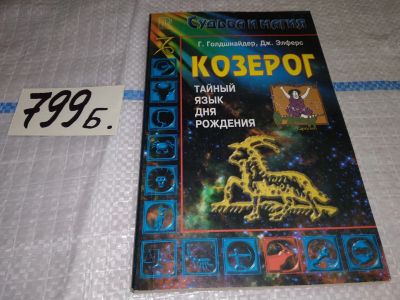 Судьба и магия
Г. Голдшнайдер, Дж. Элферс
КОЗЕРОГ
ТАЙНЫЙ
ЯЗЫК
ДНЯ
РОЖДЕНИЯ
799Б.